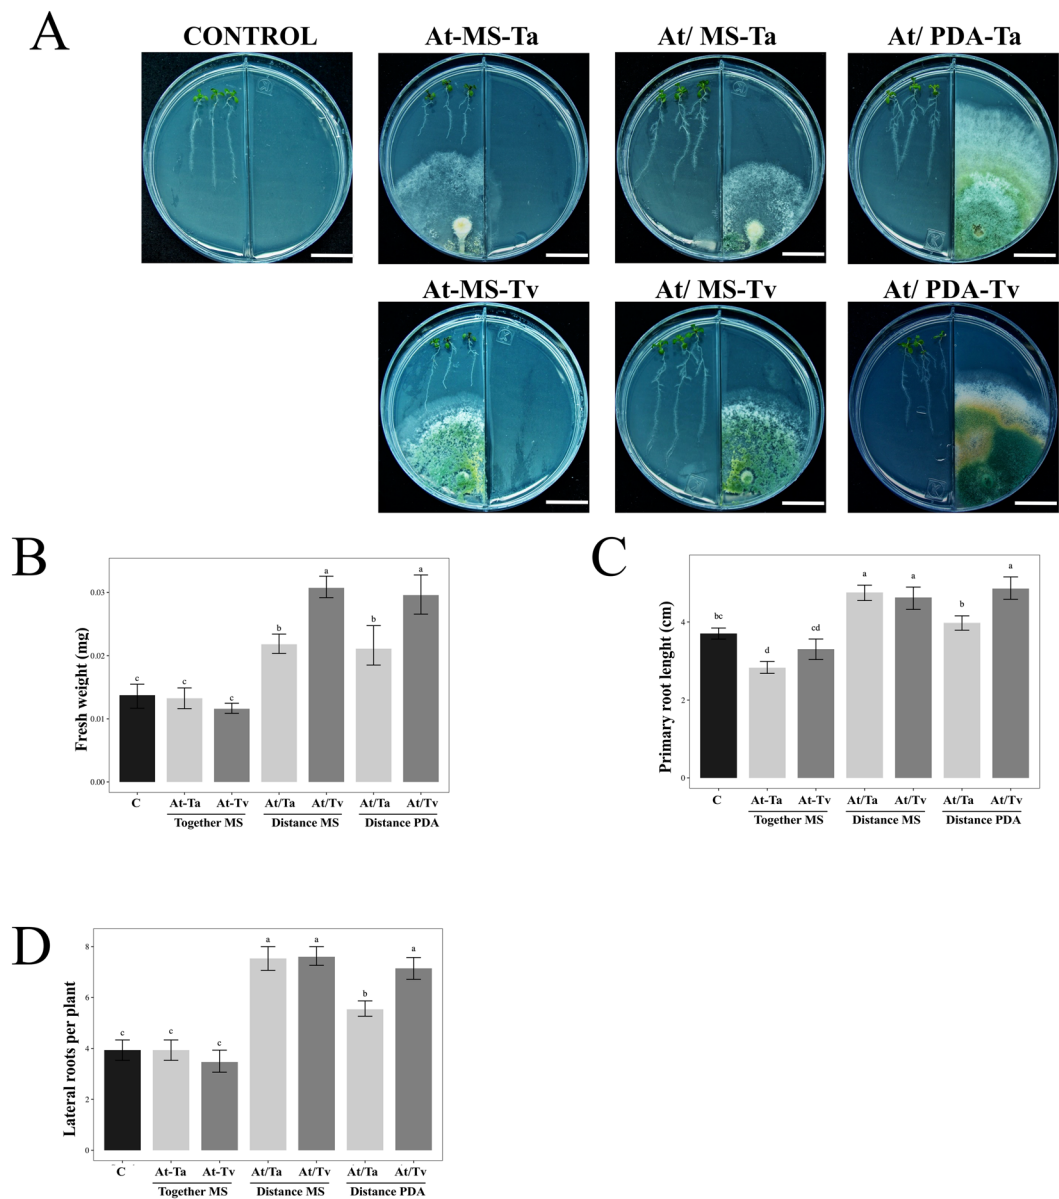 A
CONTROL
At-MS-Ta
At/ MS-Ta
At/ PDA-Ta
At-MS-Tv
At/ MS-Tv
At/ PDA-Tv
B
Fresh weight (mg)
0.03
0.02
0.01
0.00
c
c
c
b
a
b
a
C At-Ta At-Tv At/Ta At/Tv At/Ta At/Tv
Together MS Distance MS Distance PDA
C
Primary root lenght (cm)
4
2
0
bc
d
cd
a
a
b
a
C At-Ta At-Tv At/Ta At/Tv At/Ta At/Tv
Together MS Distance MS Distance PDA
D
Lateral roots per plant
8
6
4
2
0
c
c
c
a
a
b
a
C At-Ta At-Tv At/Ta At/Tv At/Ta At/Tv
Together MS Distance MS Distance PDA